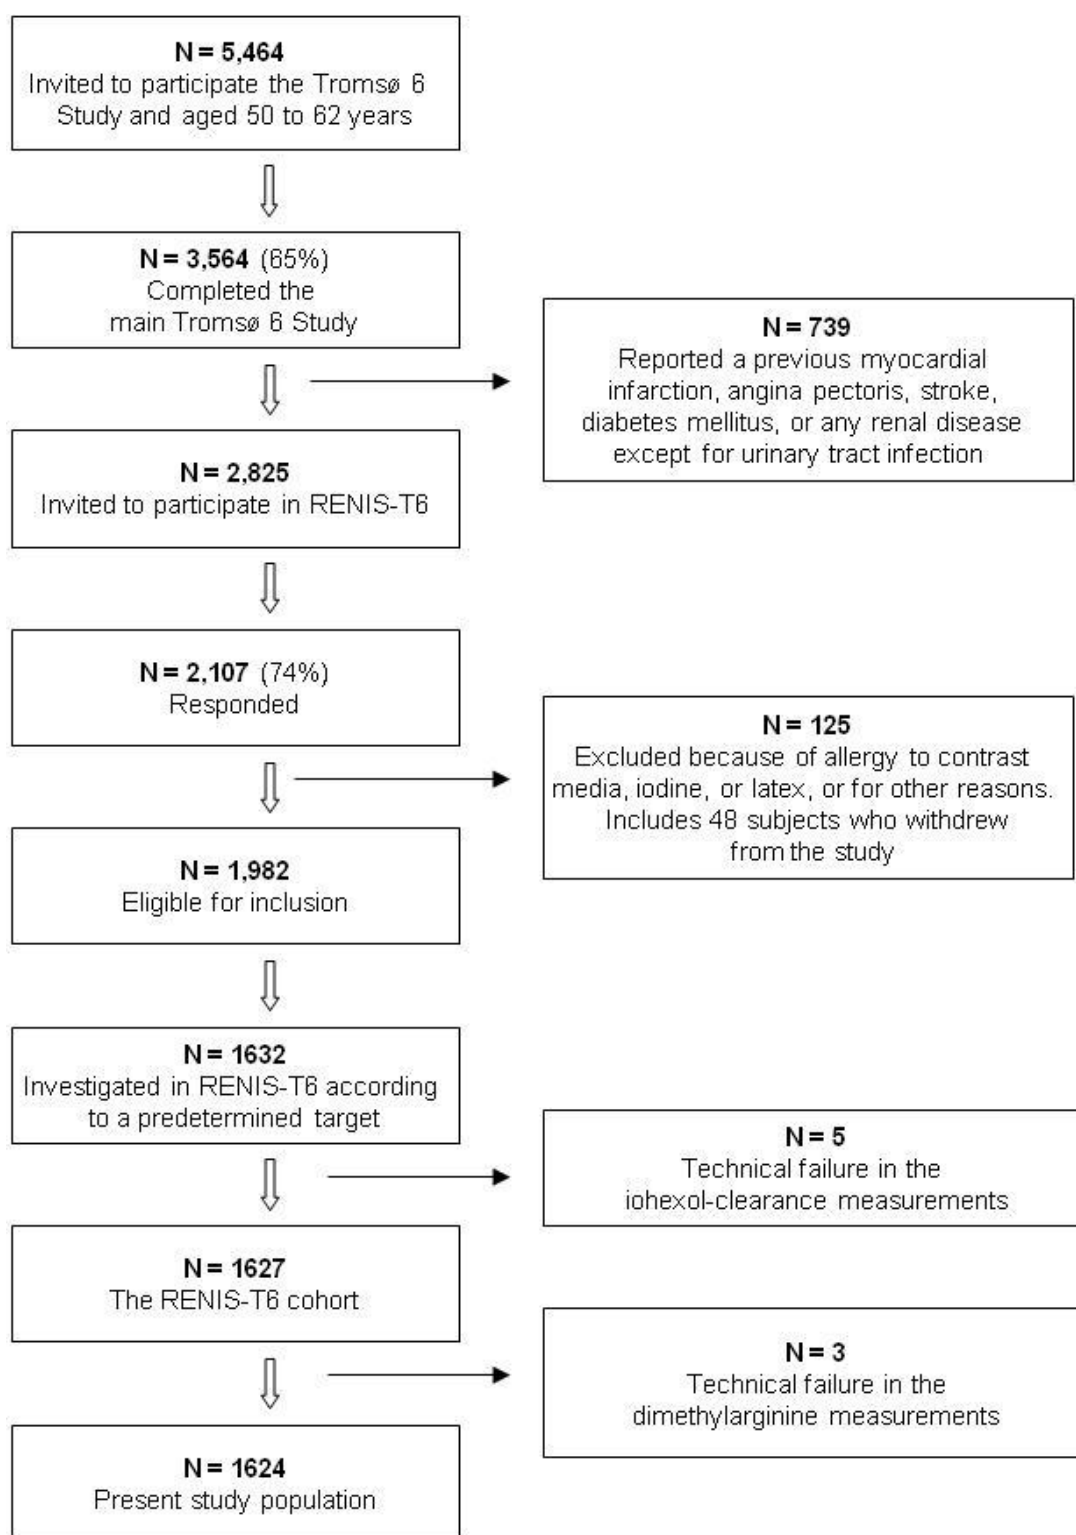 N = 5,464
Invited to participate the Tromsø 6
Study and aged 50 to 62 years
N = 3,564 (65%)
Completed the
main Tromsø 6 Study
N = 739
Reported a previous myocardial
infarction, angina pectoris, stroke,
diabetes mellitus, or any renal disease
except for urinary tract infection
N = 2,825
Invited to participate in RENIS-T6
N = 2,107 (74%)
Responded
N = 125
Excluded because of allergy to contrast
media, iodine, or latex, or for other reasons.
Includes 48 subjects who withdrew
from the study
N = 1,982
Eligible for inclusion
N = 1632
Investigated in RENIS-T6 according
to a predetermined target
N = 5
Technical failure in the
iohexol-clearance measurements
N = 1627
The RENIS-T6 cohort
N = 3
Technical failure in the
dimethylarginine measurements
N = 1624
Present study population